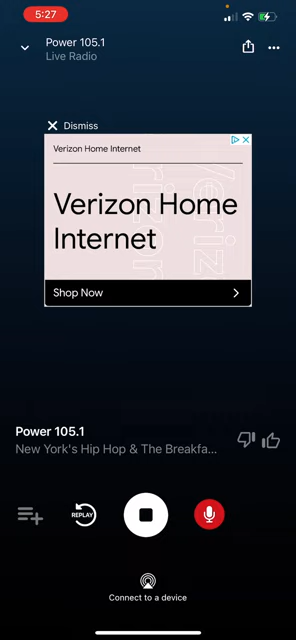 5:27
Power 105.1
Live Radio
Dismiss
Verizon Home Internet
Verizon Home
Internet
Shop Now
Power 105.1
New York's Hip Hop & The Breakfa...
REPLAY
Connect to a device